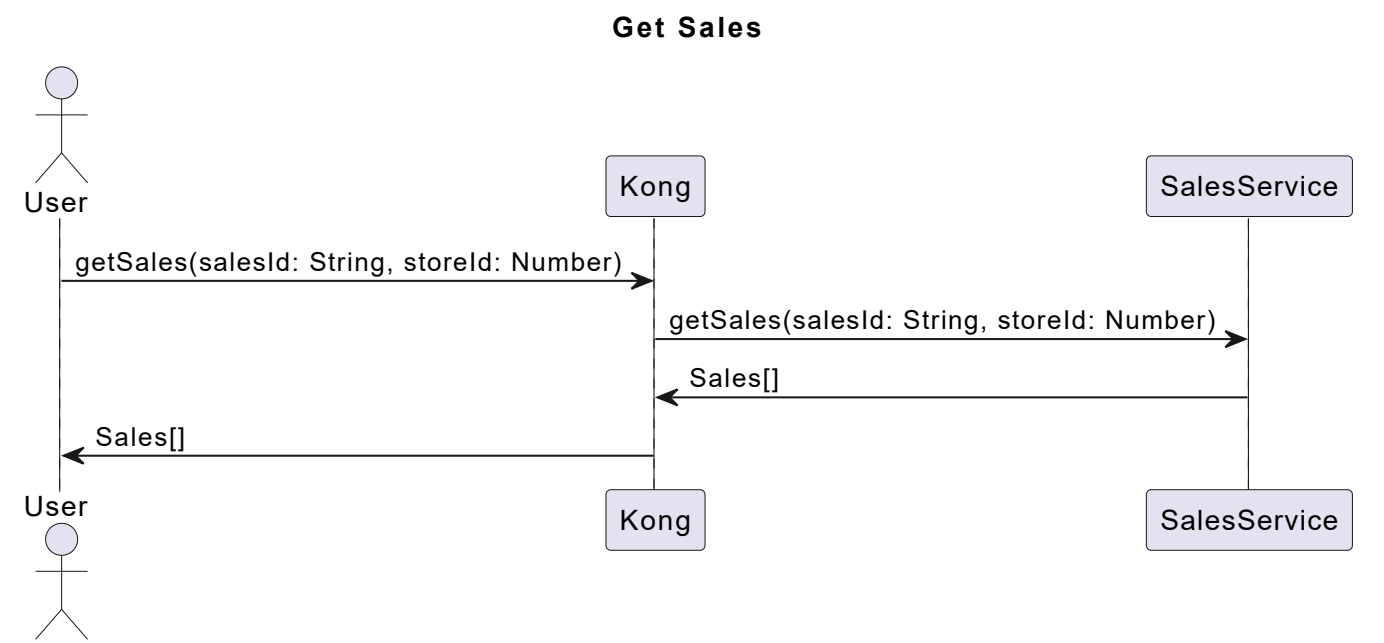 Get Sales
User
Kong
SalesService
getSales(salesId: String, storeId: Number)
getSales(salesId: String, storeId: Number)
Sales[]
Sales[]
User
Kong
SalesService